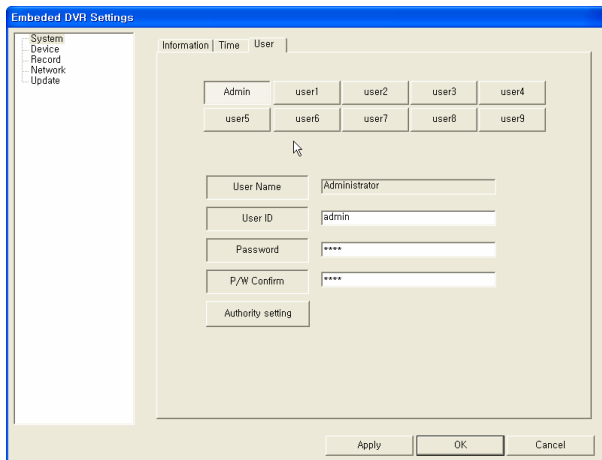 Embeded DVR Settings
System
Device
Record
Network
Update
Information Time User
Admin user1 user2 user3 user4
user5 user6 user7 user8 user9
User Name Administrator
User ID admin
Password ****
P/W Confirm ****
Authority setting
Apply OK Cancel